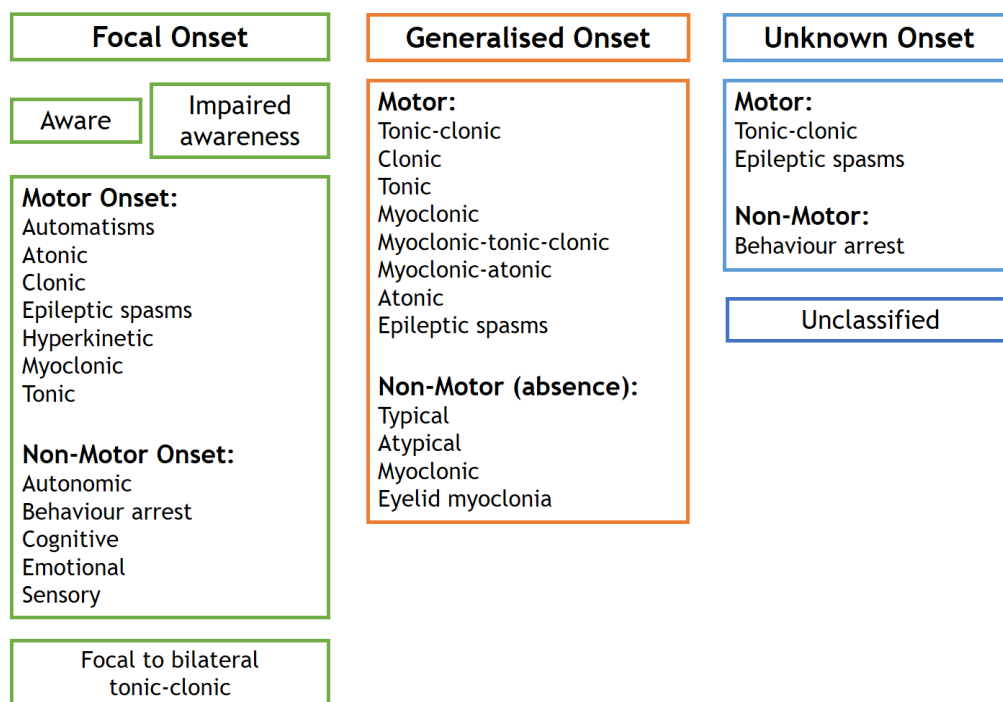 Focal Onset
Aware
Impaired
awareness
Motor Onset:
Automatisms
Atonic
Clonic
Epileptic spasms
Hyperkinetic
Myoclonic
Tonic
Non-Motor Onset:
Autonomic
Behaviour arrest
Cognitive
Emotional
Sensory
Focal to bilateral
tonic-clonic
Generalised Onset
Motor:
Tonic-clonic
Clonic
Tonic
Myoclonic
Myoclonic-tonic-clonic
Myoclonic-atonic
Atonic
Epileptic spasms
Non-Motor (absence):
Typical
Atypical
Myoclonic
Eyelid myoclonia
Unknown Onset
Motor:
Tonic-clonic
Epileptic spasms
Non-Motor:
Behaviour arrest
Unclassified